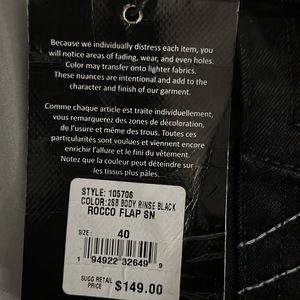 Because we individually distress each item, you
will notice areas of fading, wear, and even holes.
Color may transfer onto lighter fabrics.
These nuances are intentional and add to the
character and finish of our garment.
Comme chaque article est traite individuellement,
vous remarquerez des zones de décoloration,
de l'usure et même des trous. Toutes ces
particularités sont voulues et viennent encore
enrichir l'allure et le fini du vêtement.
Notez que la couleur peut déteindre sur
les tissus plus pâles.
STYLE: 105706
COLOR:2SB BODY RINSE BLACK
ROCCO FLAP SN
SIZE: 40
1 94922 32649 9
SUGG RETAIL
PRICE $149.00